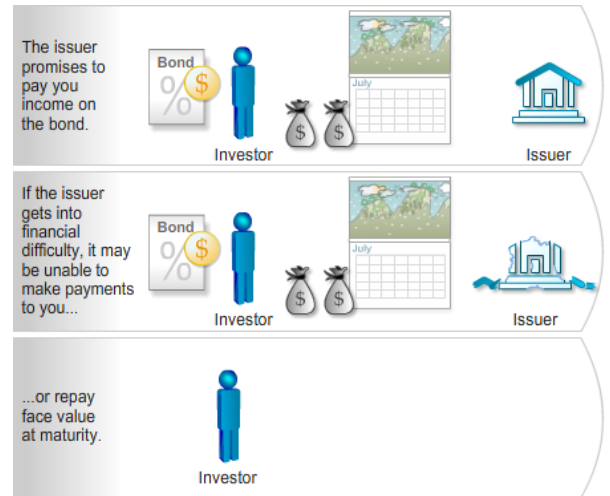 The issuer
promises to
pay you
income on
the bond.
Bond
%
$
July
$ $
Investor
Issuer
If the issuer
gets into
financial
difficulty, it may
be unable to
make payments
to you...
Bond
%
$
July
$ $
Investor
Issuer
...or repay
face value
at maturity.
Investor